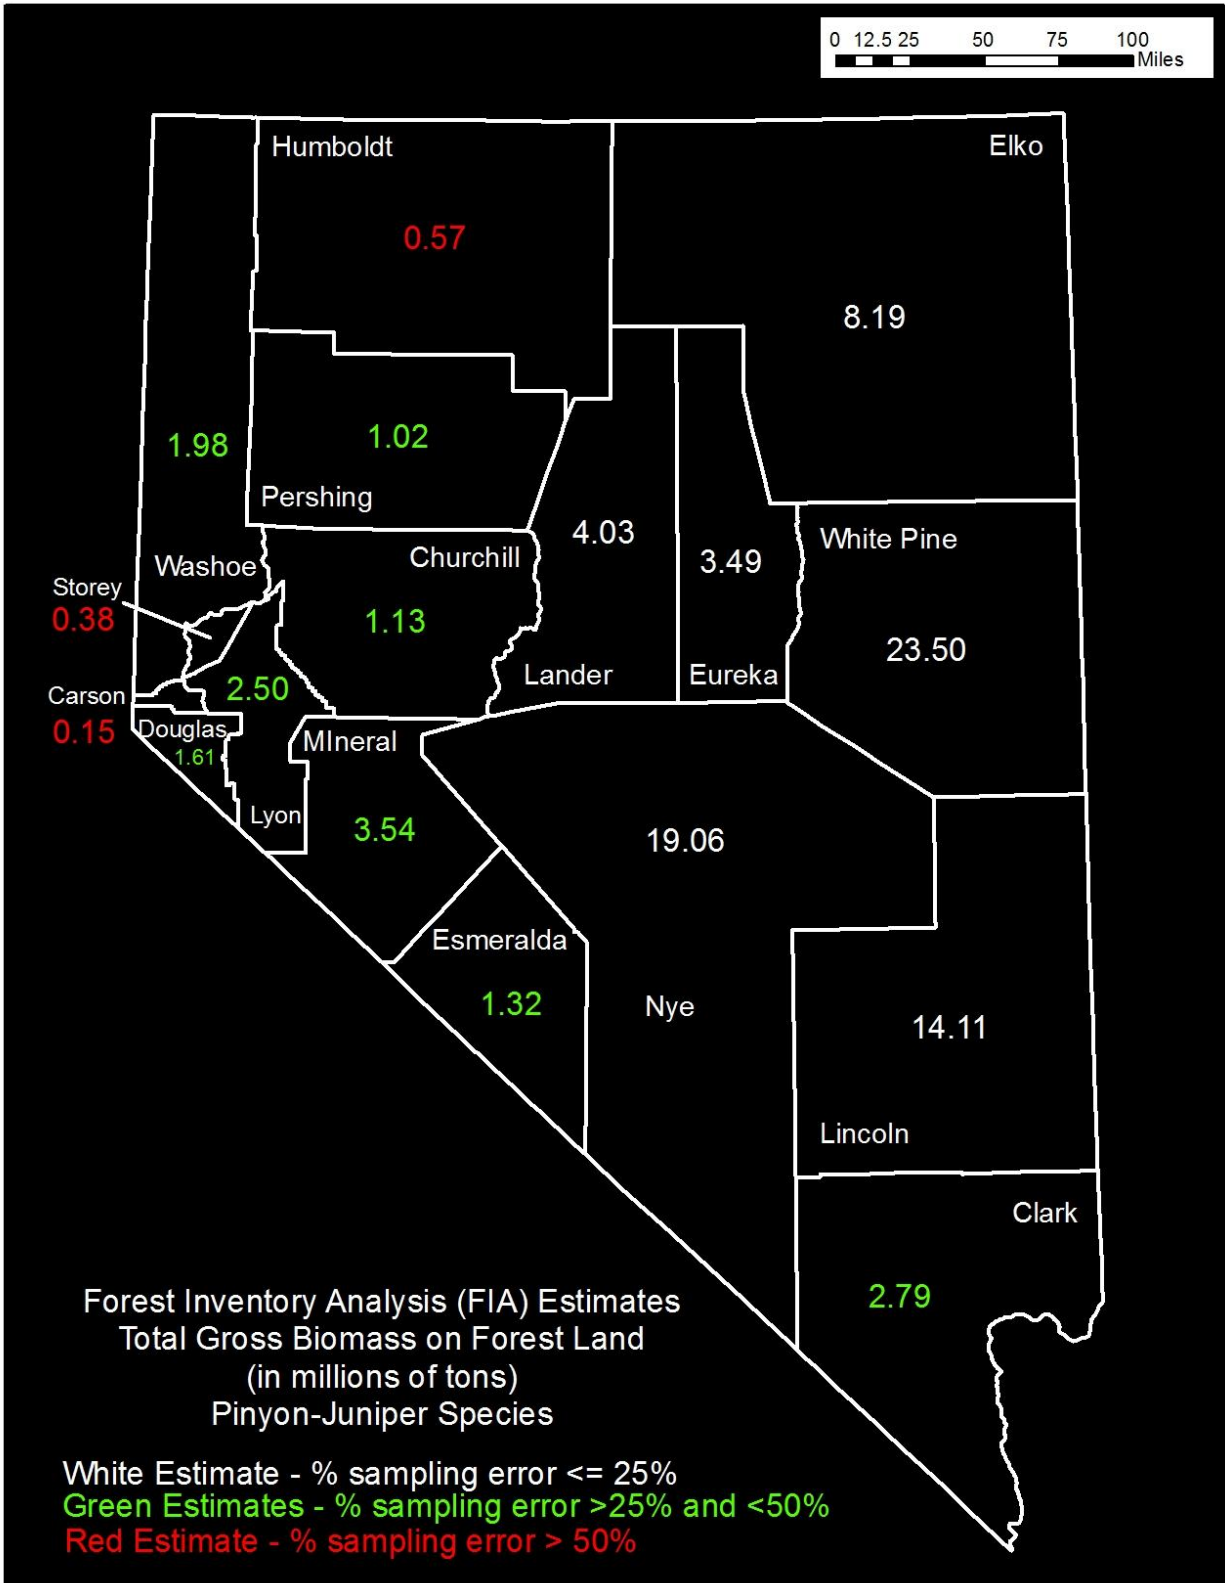 0 12.5 25 50 75 100
Miles
Humboldt
Elko
0.57
8.19
1.98
1.02
Pershing
4.03
White Pine
Churchill
3.49
Washoe
Storey
0.38
1.13
23.50
Lander
Eureka
2.50
Carson
0.15
Douglas
MIneral
1.61
Lyon
3.54
19.06
Esmeralda
1.32
Nye
14.11
Lincoln
Clark
2.79
Forest Inventory Analysis (FIA) Estimates
Total Gross Biomass on Forest Land
(in millions of tons)
Pinyon-Juniper Species
White Estimate - % sampling error <= 25%
Green Estimates - % sampling error >25% and <50%
Red Estimate - % sampling error > 50%